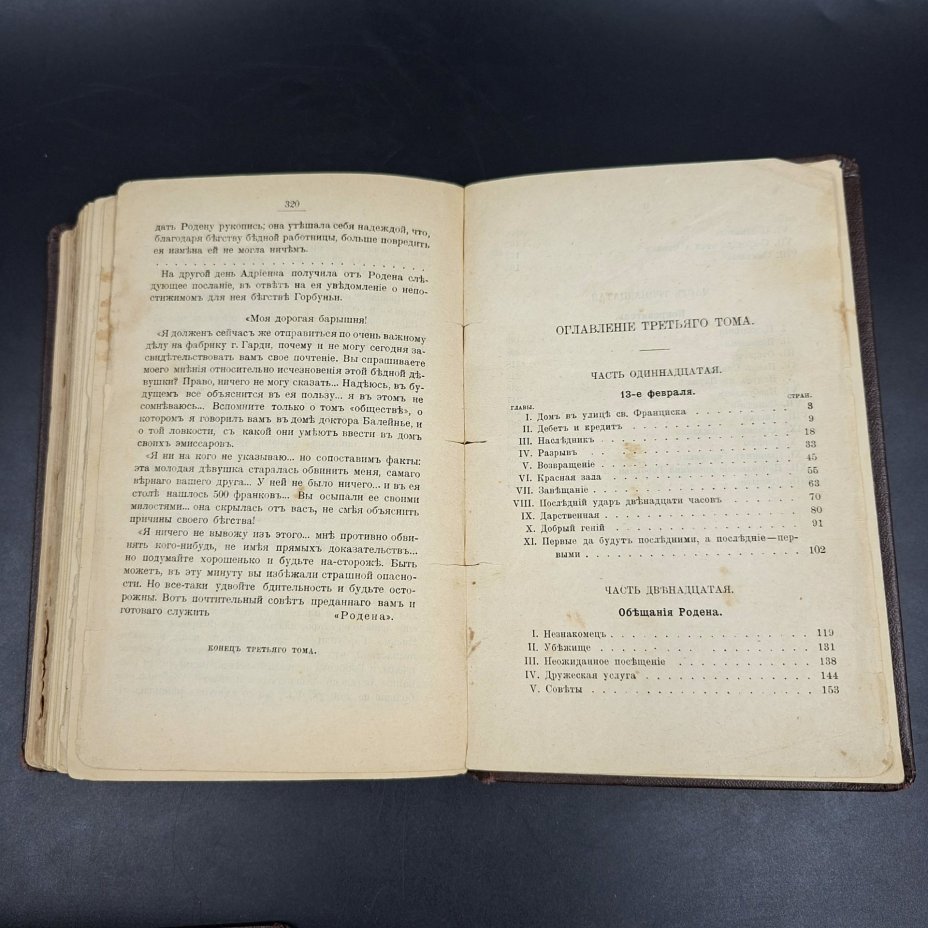 320
дать Родену рукопись; она утѣшала себя надеждой, что,
благодаря бѣгству бѣдной работницы, больше повредить
ея измѣна ей не могла ничѣмъ.
. . . . . . . . . . . . . . . . . . . . . . . . . . . .
На другой день Адріенна получила отъ Родена слѣ-
дующее посланіе, въ отвѣтъ на ея увѣдомленіе о непо-
стижимомъ для нея бѣгствѣ Горбуньи.
«Моя дорогая барышня!
«Я долженъ сейчасъ же отправиться по очень важному
дѣлу на фабрику г. Гарди, почему и не могу сегодня за-
свидѣтельствовать вамъ свое почтеніе. Вы спрашиваете
моего мнѣнія относительно исчезновенія этой бѣдной дѣ-
вушки? Право, ничего не могу сказать... Надѣюсь, въ бу-
дущемъ все объяснится въ ея пользу... я въ этомъ не
сомнѣваюсь... Вспомните только о томъ «обществѣ», о
которомъ я говорилъ вамъ въ домѣ доктора Балейнье, и
о той ловкости, съ какой они умѣютъ ввести въ домъ
своихъ эмиссаровъ.
«Я ни на кого не указываю... но сопоставимъ факты:
эта молодая дѣвушка старалась обвинить меня, самаго
вѣрнаго вашего друга... У ней не было ничего... и въ ея
столѣ нашлось 500 франковъ... Вы осыпали ее своими
милостями... она скрылась отъ васъ, не смѣя объяснить
причины своего бѣгства!
«Я ничего не вывожу изъ этого... мнѣ противно обви-
нять кого-нибудь, не имѣя прямыхъ доказательствъ...
но подумайте хорошенько и будьте на-сторожѣ. Быть
можетъ, въ эту минуту вы избѣжали страшной опасно-
сти. Но все-таки удвойте бдительность и будьте осто-
рожны. Вотъ почтительный совѣтъ преданнаго вамъ и
готоваго служить «Родена».
КОНЕЦЪ ТРЕТЬЯГО ТОМА.
ОГЛАВЛЕНІЕ ТРЕТЬЯГО ТОМА.
ЧАСТЬ ОДИННАДЦАТАЯ.
13-е февраля.
ГЛАВЫ. СТРАН.
I. Домъ въ улицѣ св. Франциска . . . . . . . . . 3
II. Дебетъ и кредитъ . . . . . . . . . . . . . . 9
III. Наслѣдникъ . . . . . . . . . . . . . . . . 18
IV. Разрывъ . . . . . . . . . . . . . . . . . . 33
V. Возвращеніе . . . . . . . . . . . . . . . . 45
VI. Красная зала . . . . . . . . . . . . . . . 55
VII. Завѣщаніе . . . . . . . . . . . . . . . . 63
VIII. Послѣдній ударъ двѣнадцати часовъ . . . . . . 70
IX. Дарственная . . . . . . . . . . . . . . . . 80
X. Добрый геній . . . . . . . . . . . . . . . . 91
XI. Первые да будутъ послѣдними, а послѣдніе—пер-
выми . . . . . . . . . . . . . . . . . . . . 102
ЧАСТЬ ДВѢНАДЦАТАЯ.
Обѣщанія Родена.
I. Незнакомец . . . . . . . . . . . . . . . . 119
II. Убѣжище . . . . . . . . . . . . . . . . . 131
III. Неожиданное посѣщеніе . . . . . . . . . . 138
IV. Дружеская услуга . . . . . . . . . . . . . 144
V. Совѣты . . . . . . . . . . . . . . . . . . 153